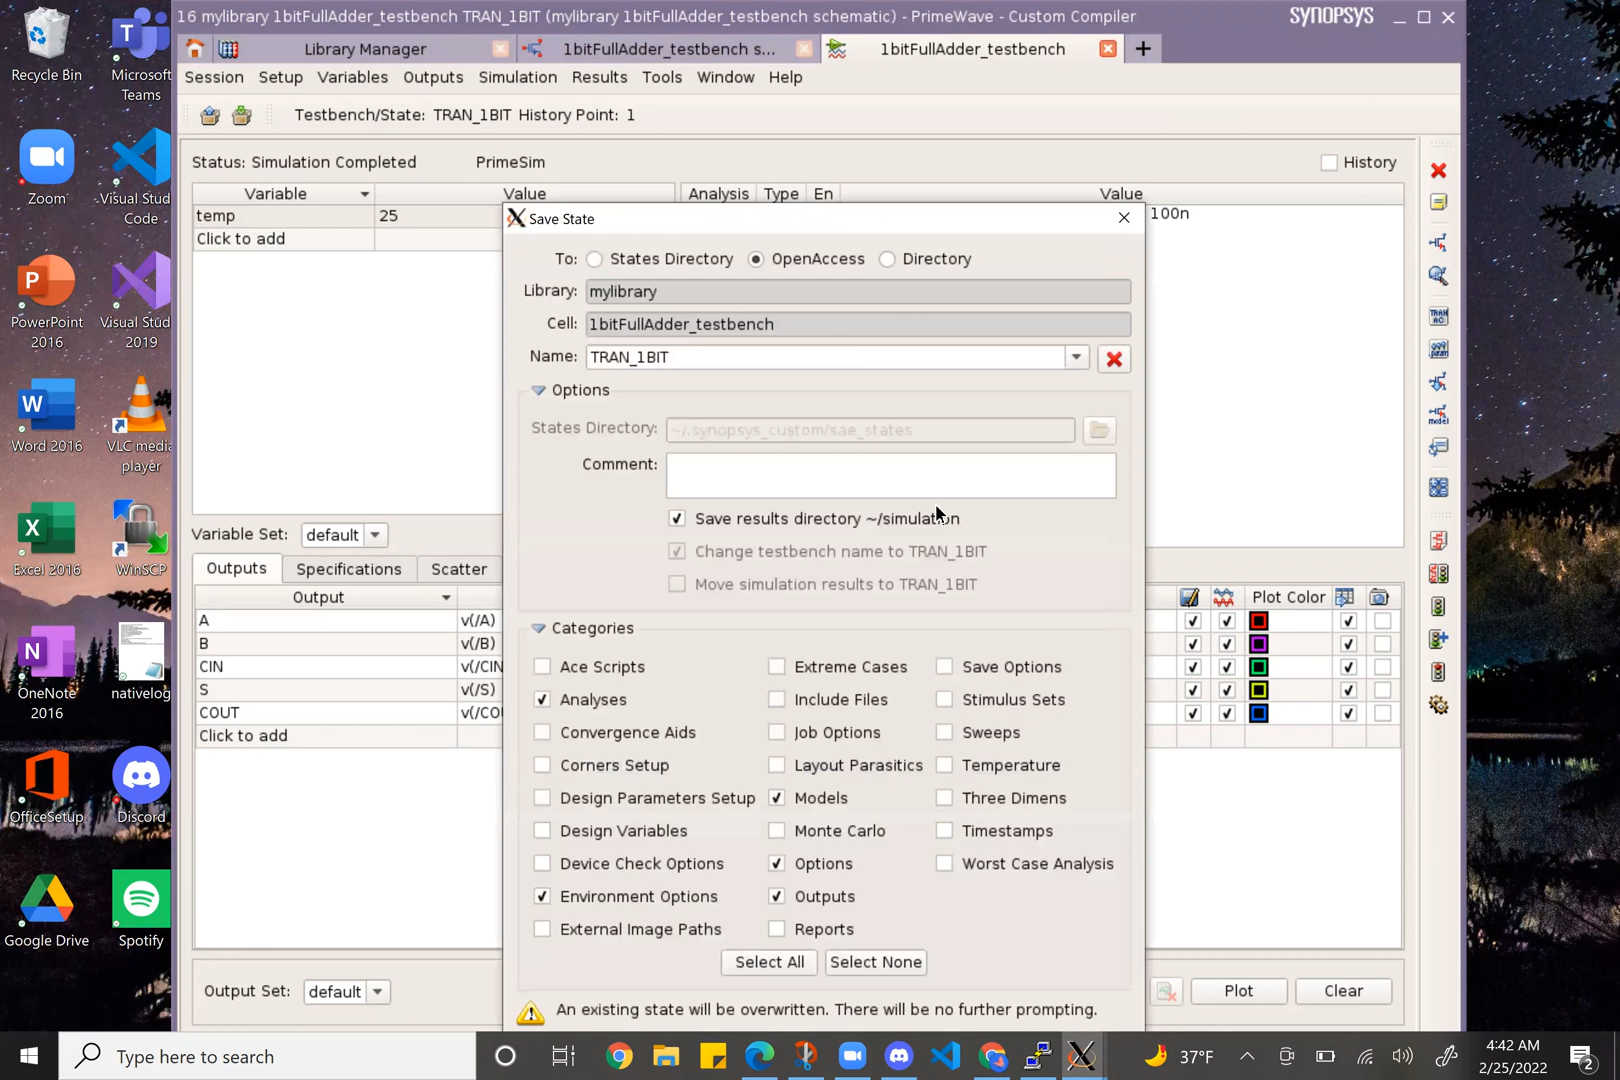 16 mylibrary 1bitFullAdder_testbench TRAN_1BIT (mylibrary 1bitFullAdder_testbench schematic) - PrimeWave - Custom Compiler
SYNOPSYS
Library Manager
1bitFullAdder_testbench s...
1bitFullAdder_testbench
Session Setup Variables Outputs Simulation Results Tools Window Help
Testbench/State: TRAN_1BIT History Point: 1
Status: Simulation Completed PrimeSim
History
Variable Value
Analysis Type En Value
temp 25
100n
Click to add
Save State
To: States Directory OpenAccess Directory
Library: mylibrary
Cell: 1bitFullAdder_testbench
Name: TRAN_1BIT
Options
States Directory: ~/.synopsys_custom/sae_states
Comment:
Save results directory ~/simulation
Change testbench name to TRAN_1BIT
Move simulation results to TRAN_1BIT
Categories
Ace Scripts Extreme Cases Save Options
Analyses Include Files Stimulus Sets
Convergence Aids Job Options Sweeps
Corners Setup Layout Parasitics Temperature
Design Parameters Setup Models Three Dimens
Design Variables Monte Carlo Timestamps
Device Check Options Options Worst Case Analysis
Environment Options Outputs
External Image Paths Reports
Select All Select None
An existing state will be overwritten. There will be no further prompting.
Variable Set: default
Outputs Specifications Scatter
Output
Plot Color
A v(/A)
B v(/B)
CIN v(/CIN
S v(/S)
COUT v(/COU
Click to add
Output Set: default
Plot Clear
TRAN
AC
model
Recycle Bin
Microsoft
Teams
Zoom
Visual Stud
Code
PowerPoint
2016
Visual Stud
2019
Word 2016
VLC media
player
Excel 2016
WinSCP
OneNote
2016
nativelog
OfficeSetup
Discord
Google Drive
Spotify
Type here to search
37°F
4:42 AM
2/25/2022
2